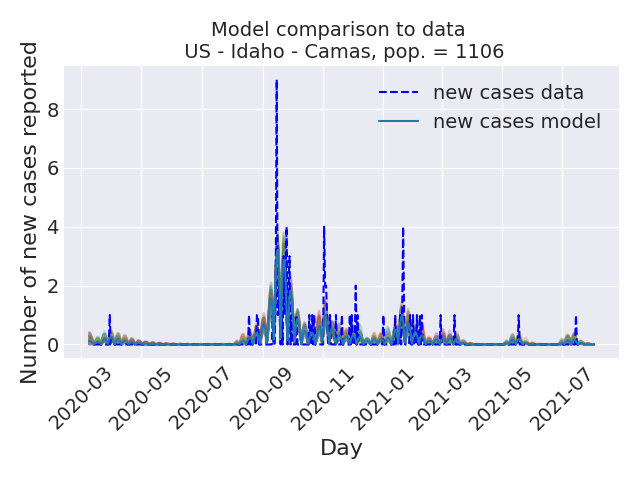 Model comparison to data
US - Idaho - Camas, pop. = 1106
Number of new cases reported
8
6
4
2
0
new cases data
new cases model
2020-03
2020-05
2020-07
2020-09
2020-11
2021-01
2021-03
2021-05
2021-07
Day